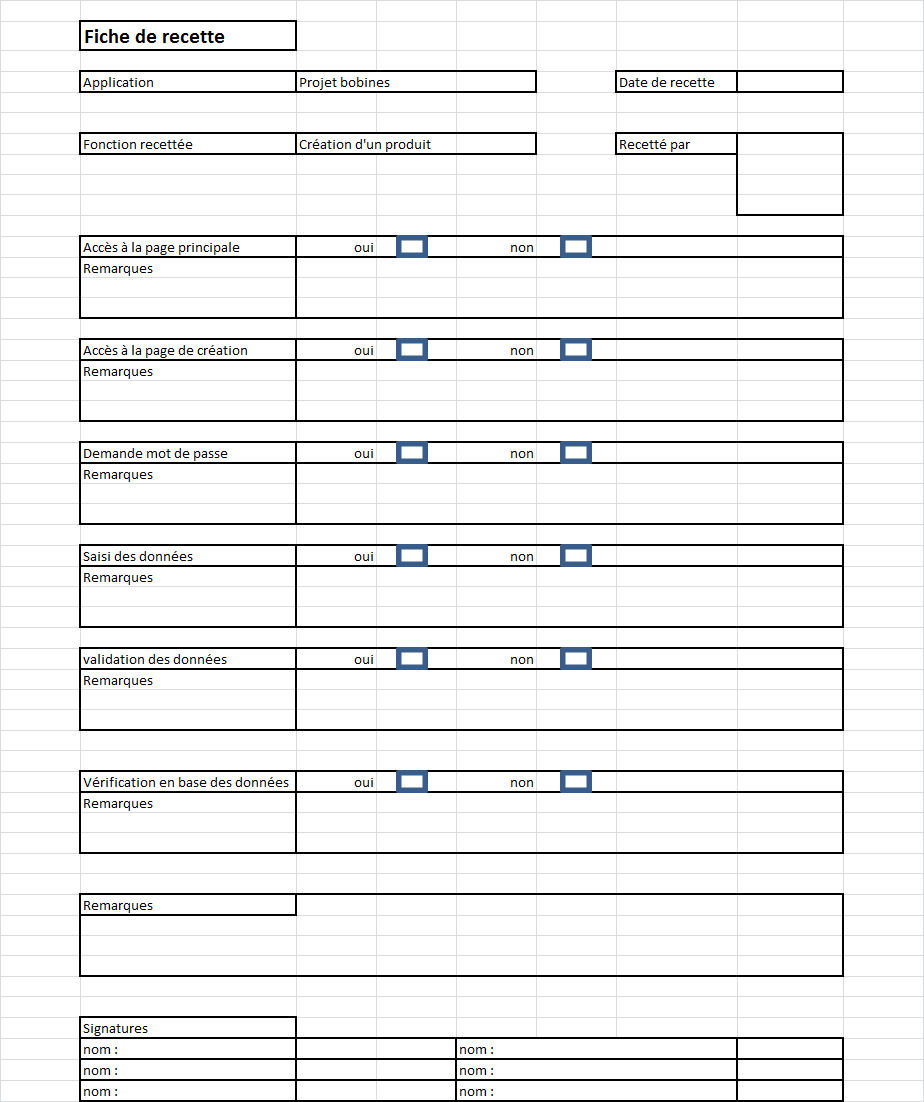 Fiche de recette
Application Projet bobines Date de recette
Fonction recettée Création d'un produit Recetté par
Accès à la page principale oui non
Remarques
Accès à la page de création oui non
Remarques
Demande mot de passe oui non
Remarques
Saisi des données oui non
Remarques
validation des données oui non
Remarques
Vérification en base des données oui non
Remarques
Remarques
Signatures
nom : nom :
nom : nom :
nom : nom :